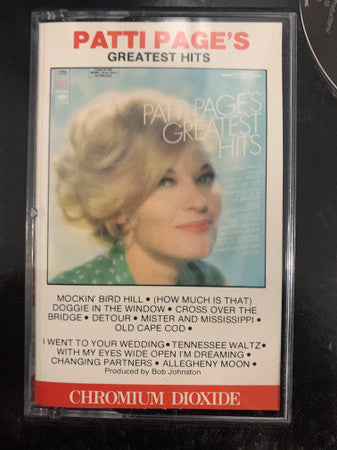 PATTI PAGE'S
GREATEST HITS
PATTI PAGE'S
GREATEST
HITS
MOCKIN' BIRD HILL • (HOW MUCH IS THAT)
DOGGIE IN THE WINDOW • CROSS OVER THE
BRIDGE • DETOUR • MISTER AND MISSISSIPPI •
OLD CAPE COD •
I WENT TO YOUR WEDDING • TENNESSEE WALTZ •
WITH MY EYES WIDE OPEN I'M DREAMING •
CHANGING PARTNERS • ALLEGHENY MOON •
Produced by Bob Johnston
CHROMIUM DIOXIDE